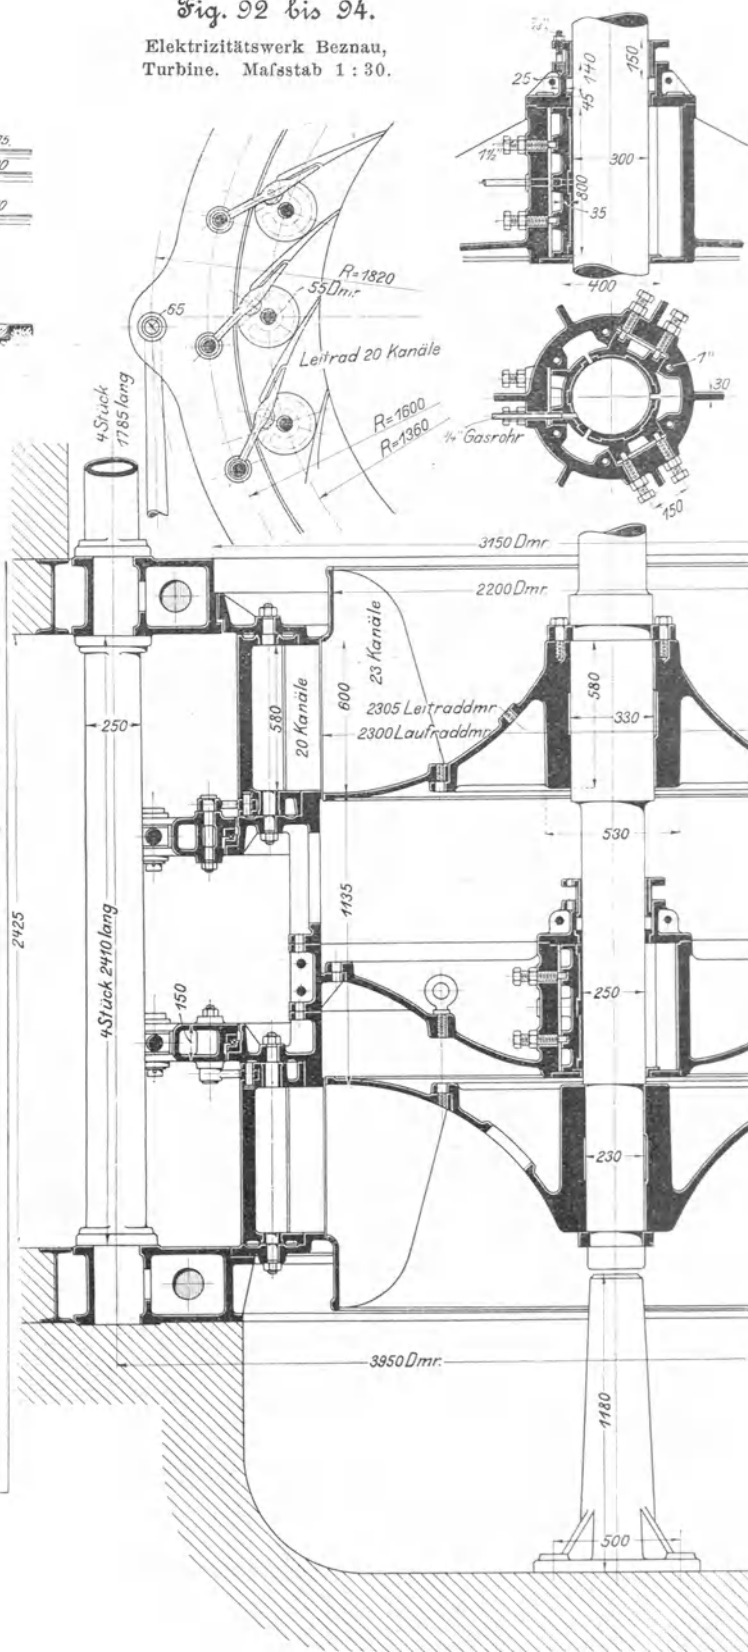 Fig. 92 bis 94.
Elektrizitätswerk Beznau,
Turbine. Maſsstab 1 : 30.
150
140
25
45
1½"
300
800
35
400
R=1820
55 Dmr.
55
Leitrad 20 Kanäle
1"
30
R=1600
R=1360
Gasrohr
150
4 Stück
1785 lang
3150 Dmr.
2200 Dmr.
23 Kanäle
250
580
20 Kanäle
600
580
2305 Leitraddmr
330
2300 Laufraddmr.
530
2425
4 Stück 2410 lang
1135
150
250
230
3950 Dmr.
1180
500